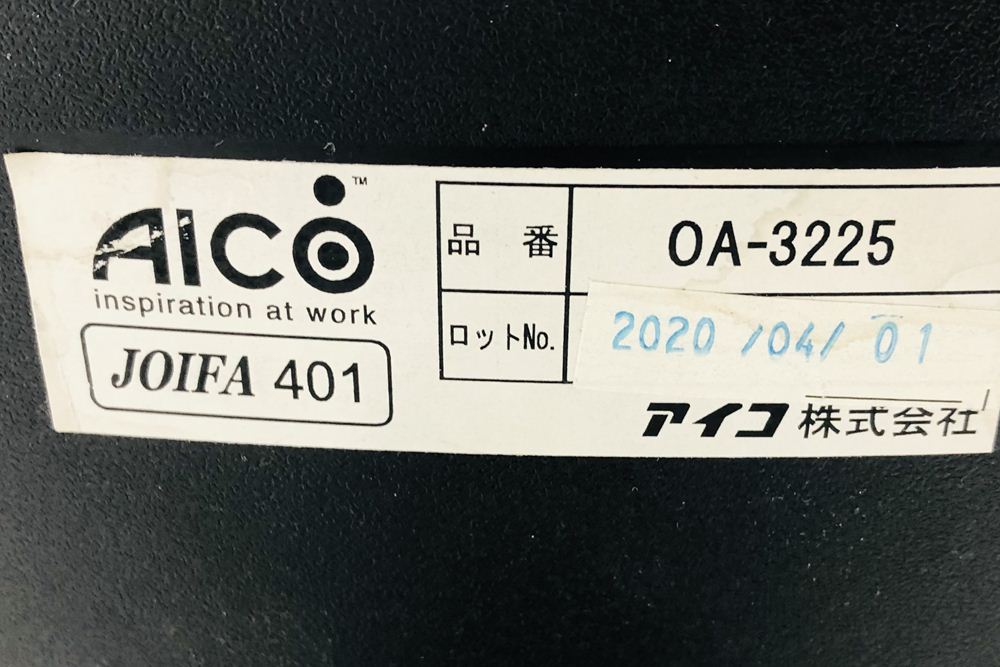 AICO™
inspiration at work
JOIFA 401
品番 OA-3225
ロットNo. 2020 /04/ 01
アイコ株式会社